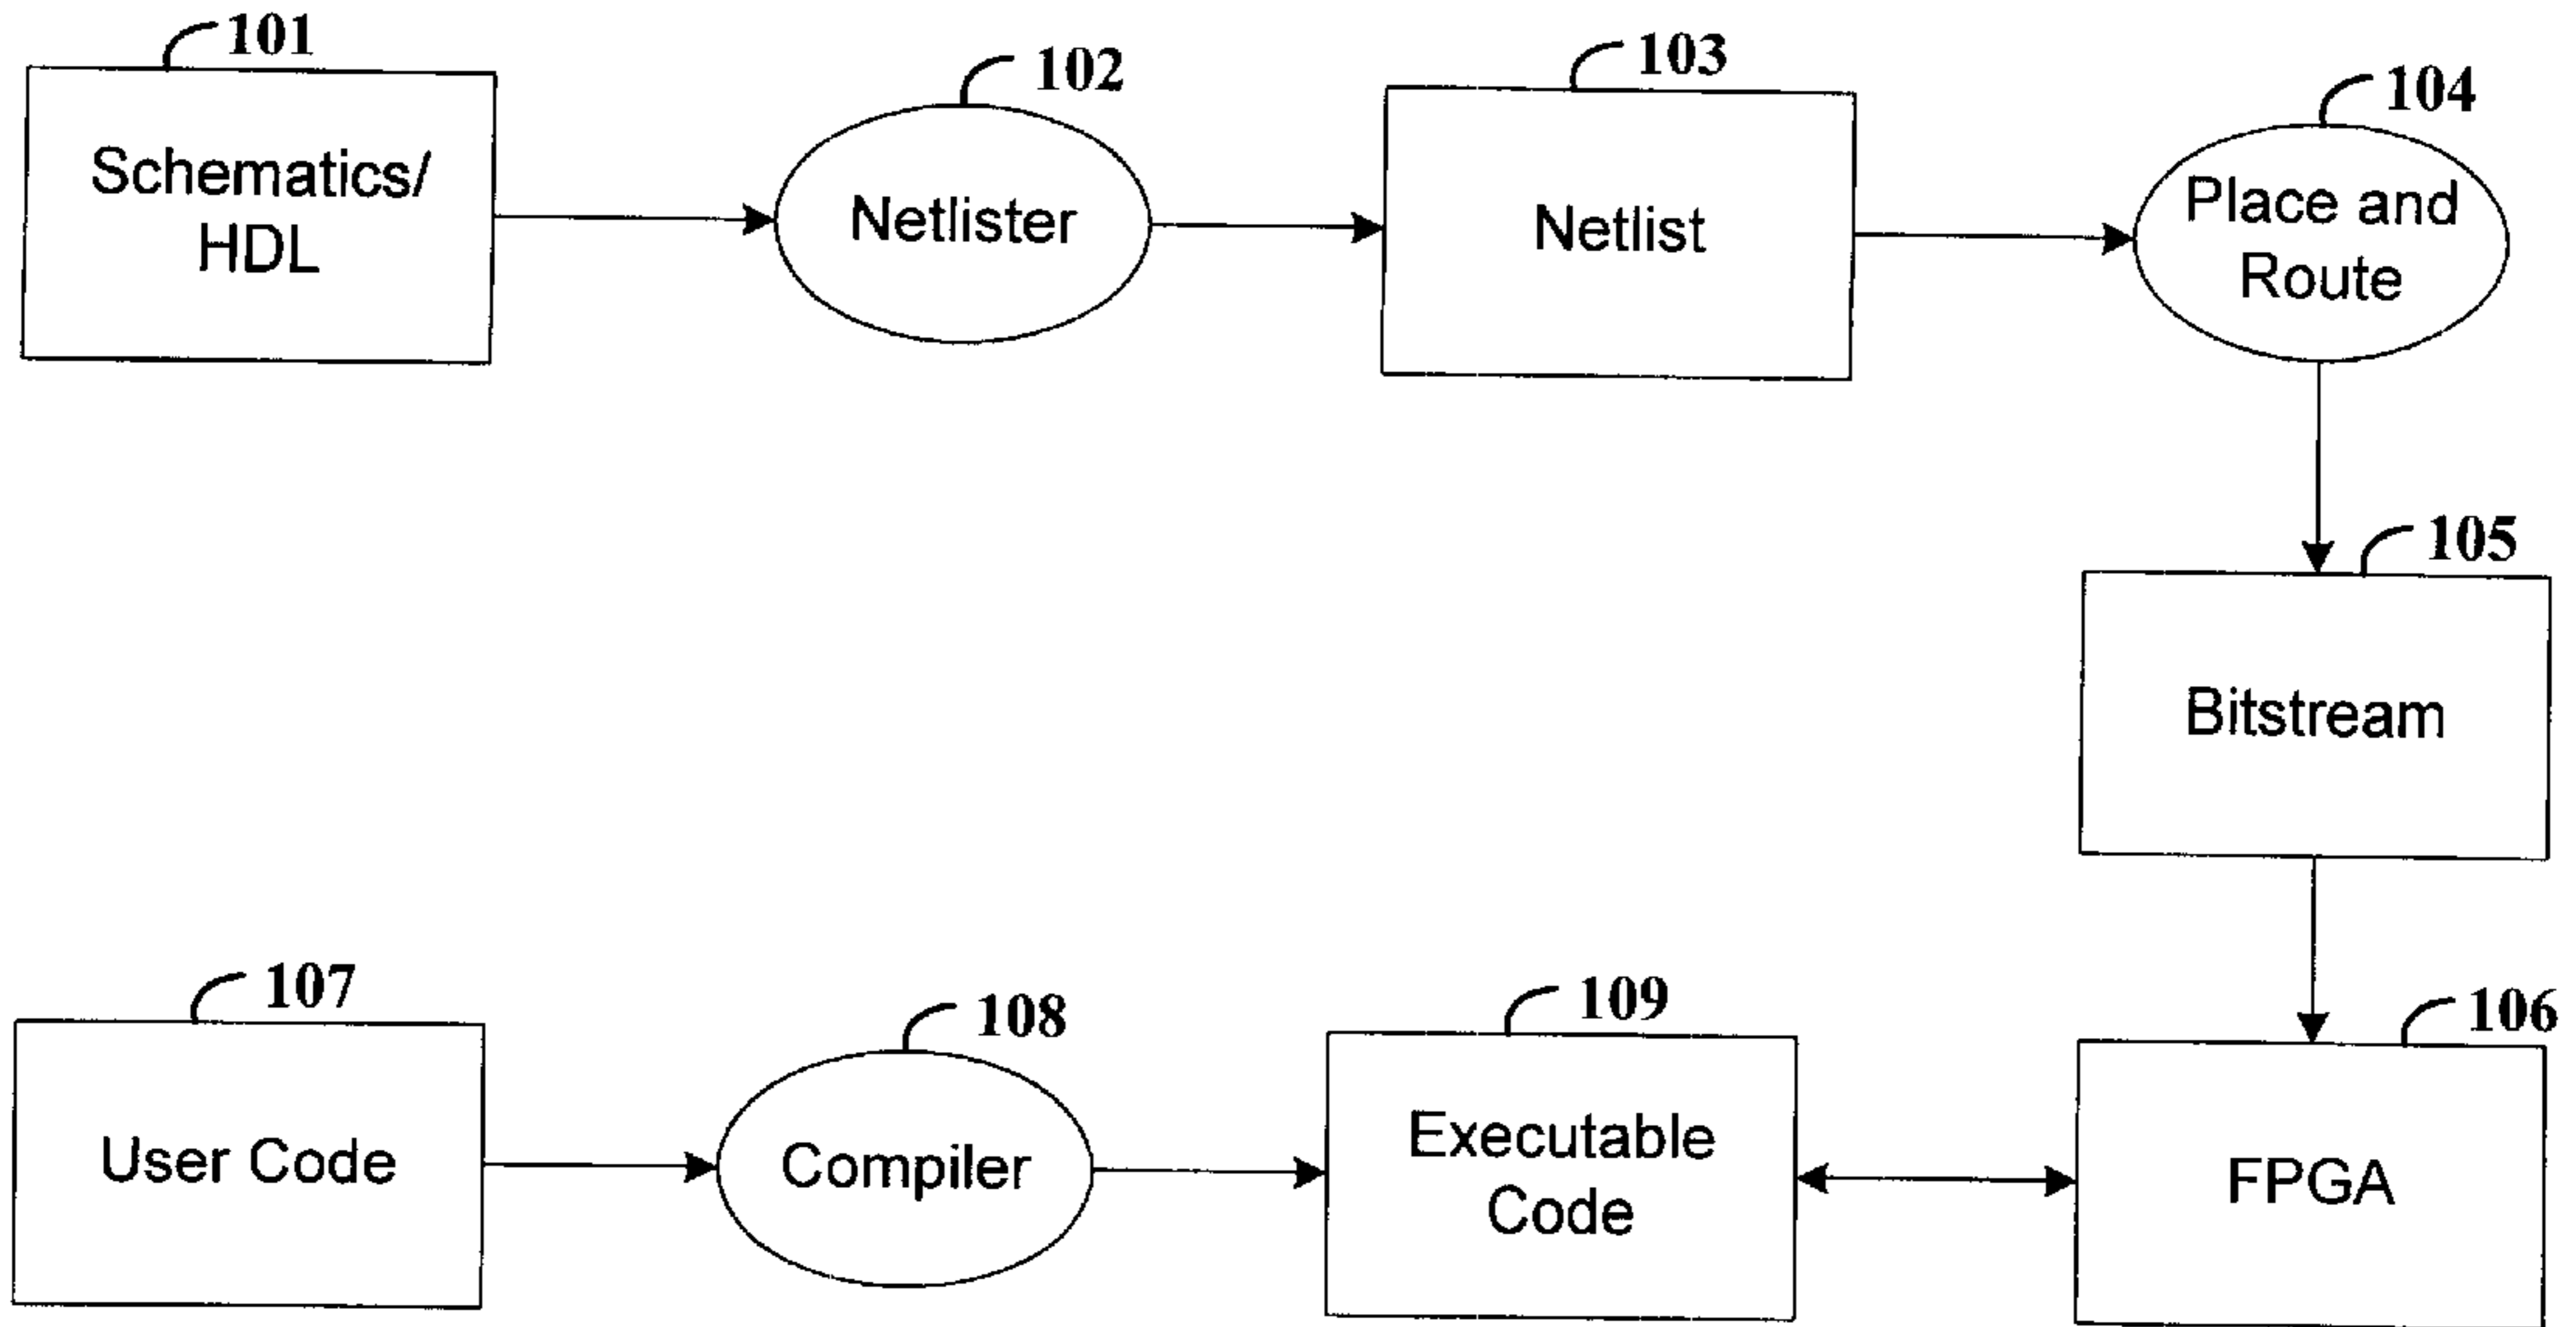 101
Schematics/
HDL
102
Netlister
103
Netlist
104
Place and
Route
105
Bitstream
107
User Code
108
Compiler
109
Executable
Code
106
FPGA